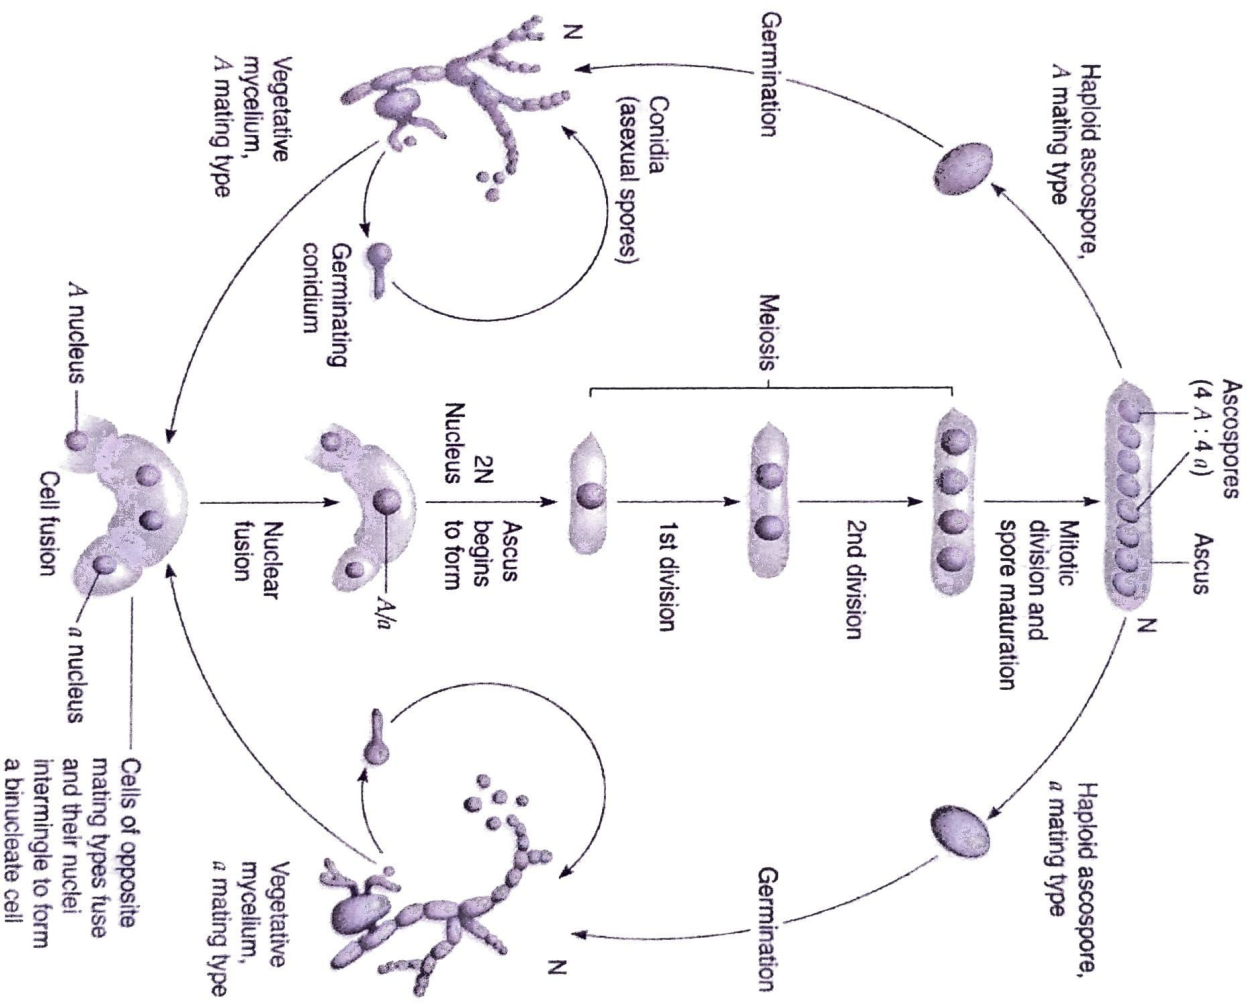 Ascospores
(4 A : 4 a)
Ascus
N
Haploid ascospore,
A mating type
Haploid ascospore,
a mating type
Mitotic
division and
spore maturation
2nd division
Meiosis
1st division
Germination
Germination
N
N
Conidia
(asexual spores)
Germinating
conidium
2N
Nucleus
Ascus
begins
to form
A/a
Vegetative
mycelium,
A mating type
Vegetative
mycelium,
a mating type
Nuclear
fusion
A nucleus
Cell fusion
a nucleus
Cells of opposite
mating types fuse
and their nuclei
intermingle to form
a binucleate cell